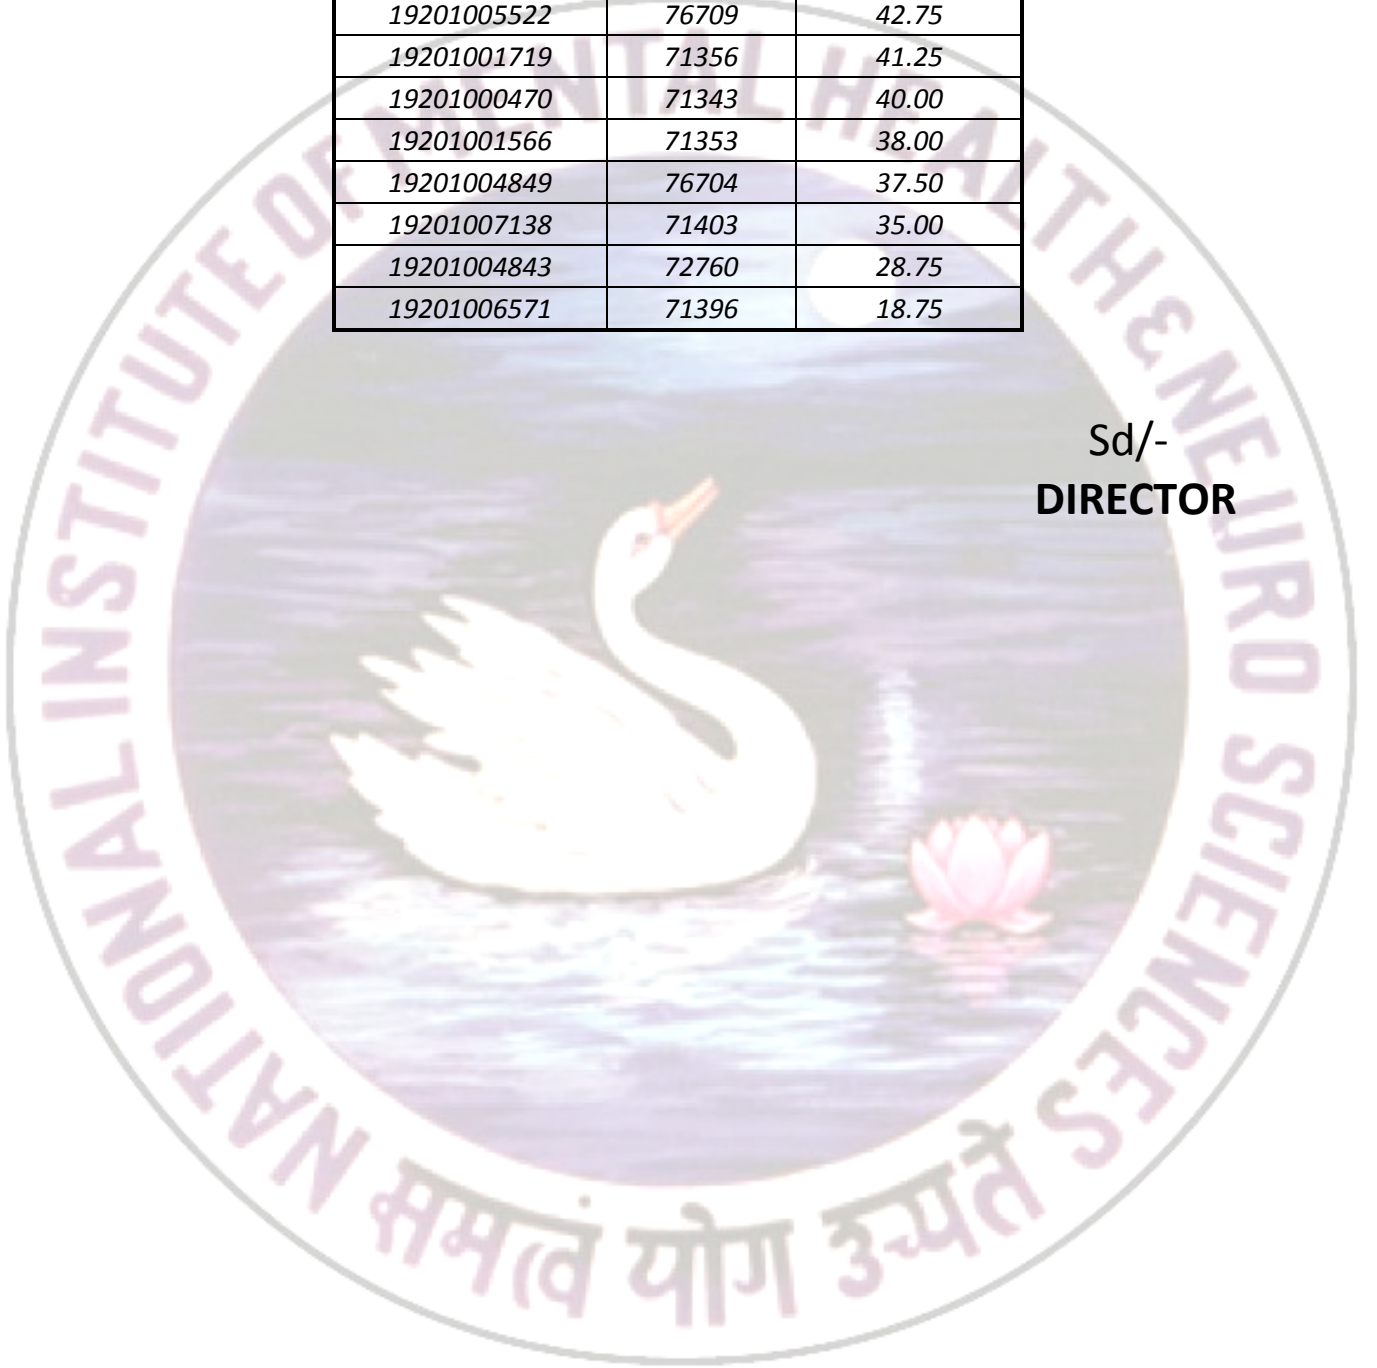 19201005522 76709 42.75
19201001719 71356 41.25
19201000470 71343 40.00
19201001566 71353 38.00
19201004849 76704 37.50
19201007138 71403 35.00
19201004843 72760 28.75
19201006571 71396 18.75
Sd/-
DIRECTOR
NATIONAL INSTITUTE OF MENTAL HEALTH & NEURO SCIENCES
समत्वं योग उच्यते